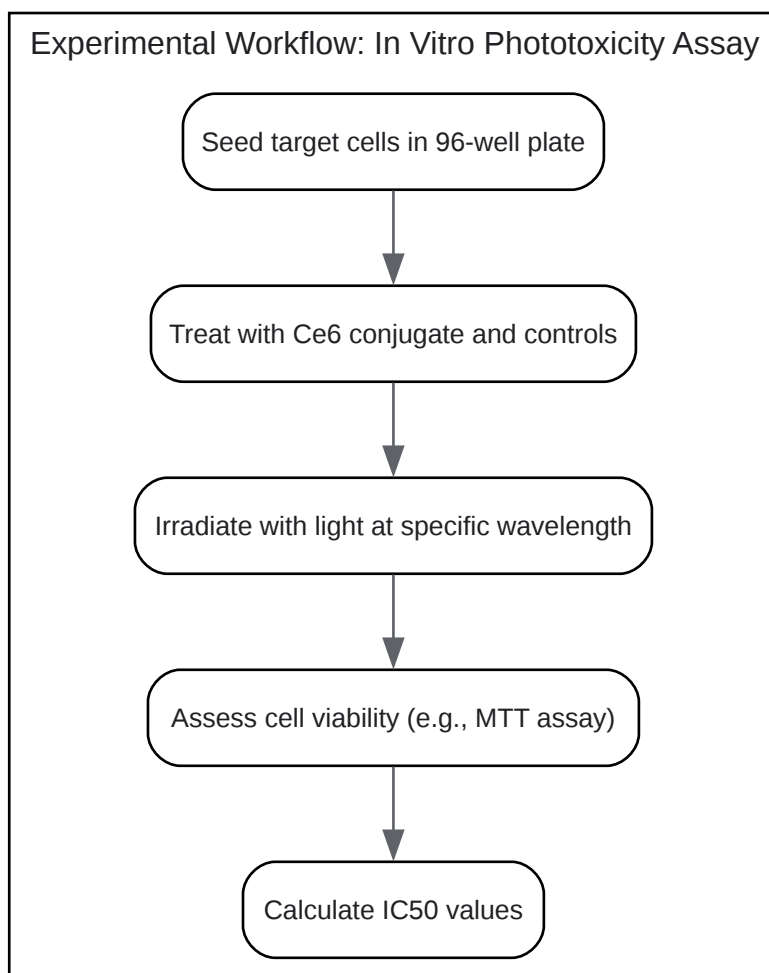 Experimental Workflow: In Vitro Phototoxicity Assay
Seed target cells in 96-well plate
Treat with Ce6 conjugate and controls
Irradiate with light at specific wavelength
Assess cell viability (e.g., MTT assay)
Calculate IC50 values